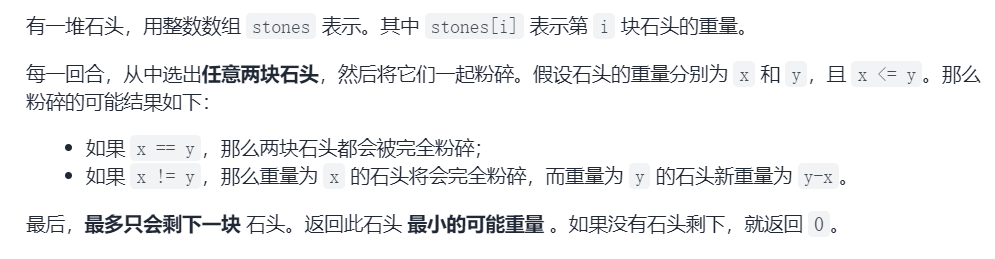 有一堆石头，用整数数组 stones 表示。其中 stones[i] 表示第 i 块石头的重量。
每一回合，从中选出任意两块石头，然后将它们一起粉碎。假设石头的重量分别为 x 和 y，且 x <= y。那么
粉碎的可能结果如下：
• 如果 x == y，那么两块石头都会被完全粉碎；
• 如果 x != y，那么重量为 x 的石头将会完全粉碎，而重量为 y 的石头新重量为 y-x。
最后，最多只会剩下一块 石头。返回此石头 最小的可能重量 。如果没有石头剩下，就返回 0。